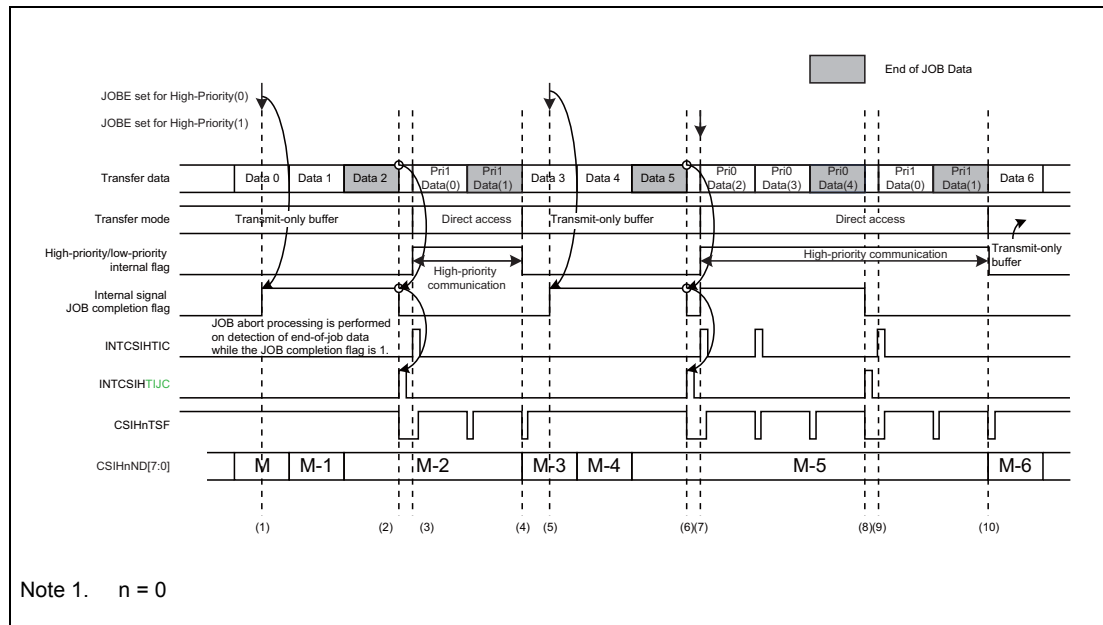 End of JOB Data
JOBE set for High-Priority(0)
JOBE set for High-Priority(1)
Transfer data
Data 0
Data 1
Data 2
Pri1
Data(0)
Pri1
Data(1)
Data 3
Data 4
Data 5
Pri0
Data(2)
Pri0
Data(3)
Pri0
Data(4)
Pri1
Data(0)
Pri1
Data(1)
Data 6
Transfer mode
Transmit-only buffer
Direct access
Transmit-only buffer
Direct access
Transmit-only
buffer
High-priority/low-priority
internal flag
High-priority
communication
High-priority communication
Internal signal
JOB completion flag
JOB abort processing is performed
on detection of end-of-job data
while the JOB completion flag is 1.
INTCSIHTIC
INTCSIHTIJC
CSIHnTSF
CSIHnND[7:0]
M
M-1
M-2
M-3
M-4
M-5
M-6
(1)
(2)
(3)
(4)
(5)
(6)(7)
(8)(9)
(10)
Note 1. n = 0